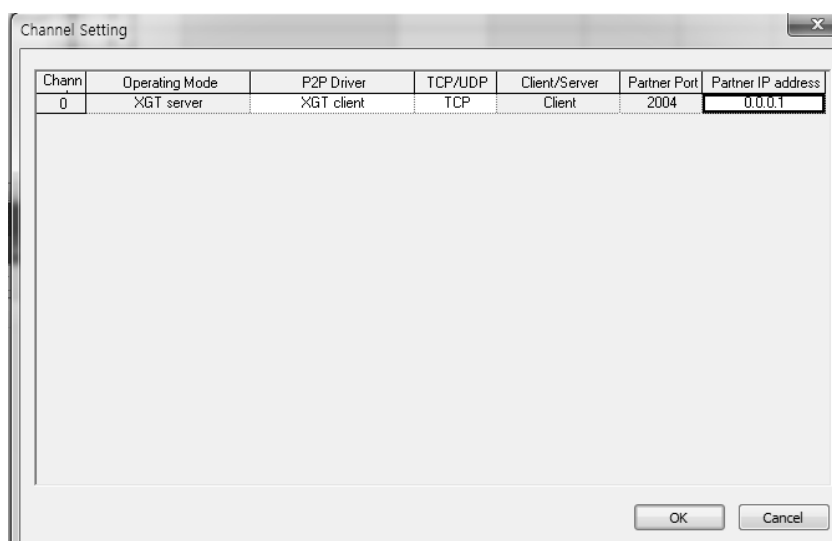 Channel Setting
Chann Operating Mode P2P Driver TCP/UDP Client/Server Partner Port Partner IP address
0 XGT server XGT client TCP Client 2004 0.0.0.1
OK Cancel